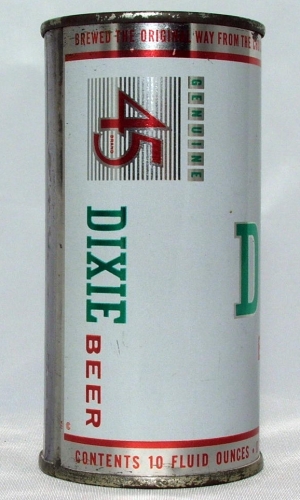 BREWED THE ORIGINAL WAY FROM THE
GENUINE
45
DIXIE
BEER
D
CONTENTS 10 FLUID OUNCES